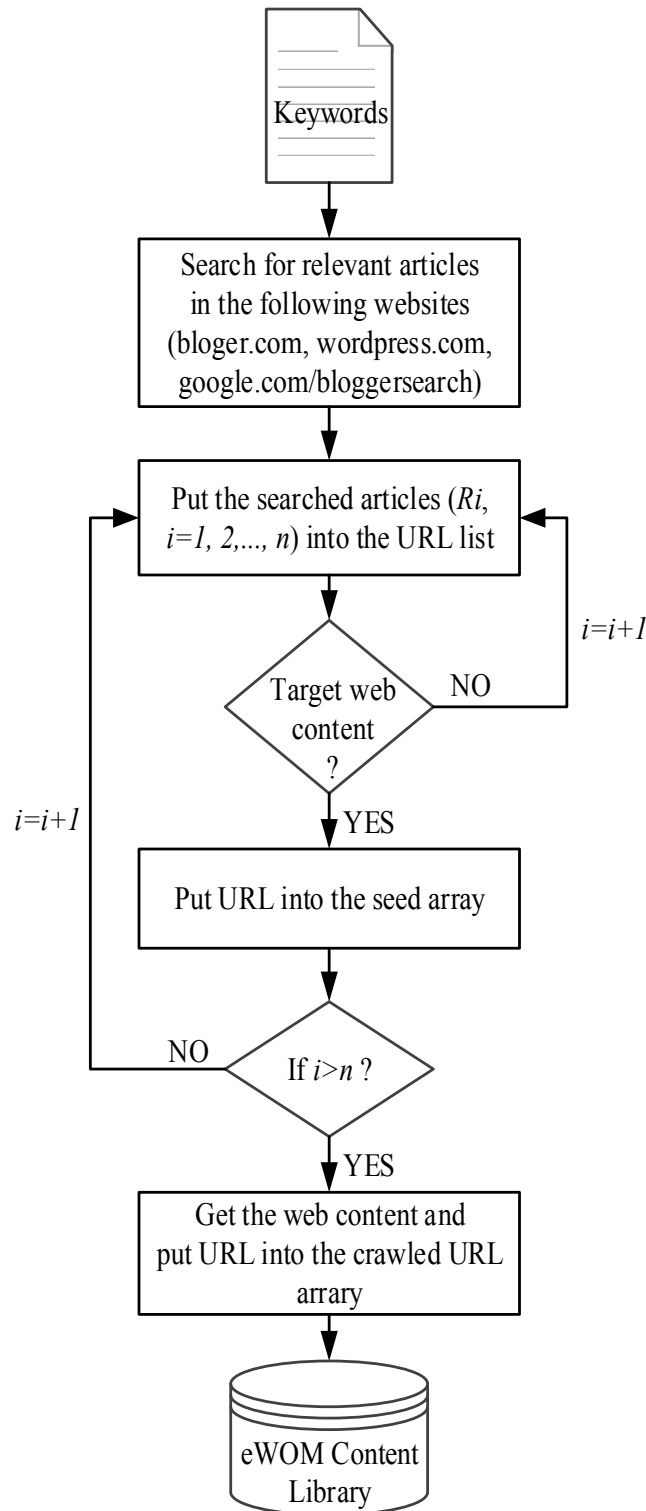 Keywords
Search for relevant articles
in the following websites
(bloger.com, wordpress.com,
google.com/bloggersearch)
Put the searched articles (Ri,
i=1, 2,..., n) into the URL list
i=i+1
Target web
content
?
NO
i=i+1
YES
Put URL into the seed array
NO
If i>n ?
YES
Get the web content and
put URL into the crawled URL
arrary
eWOM Content
Library